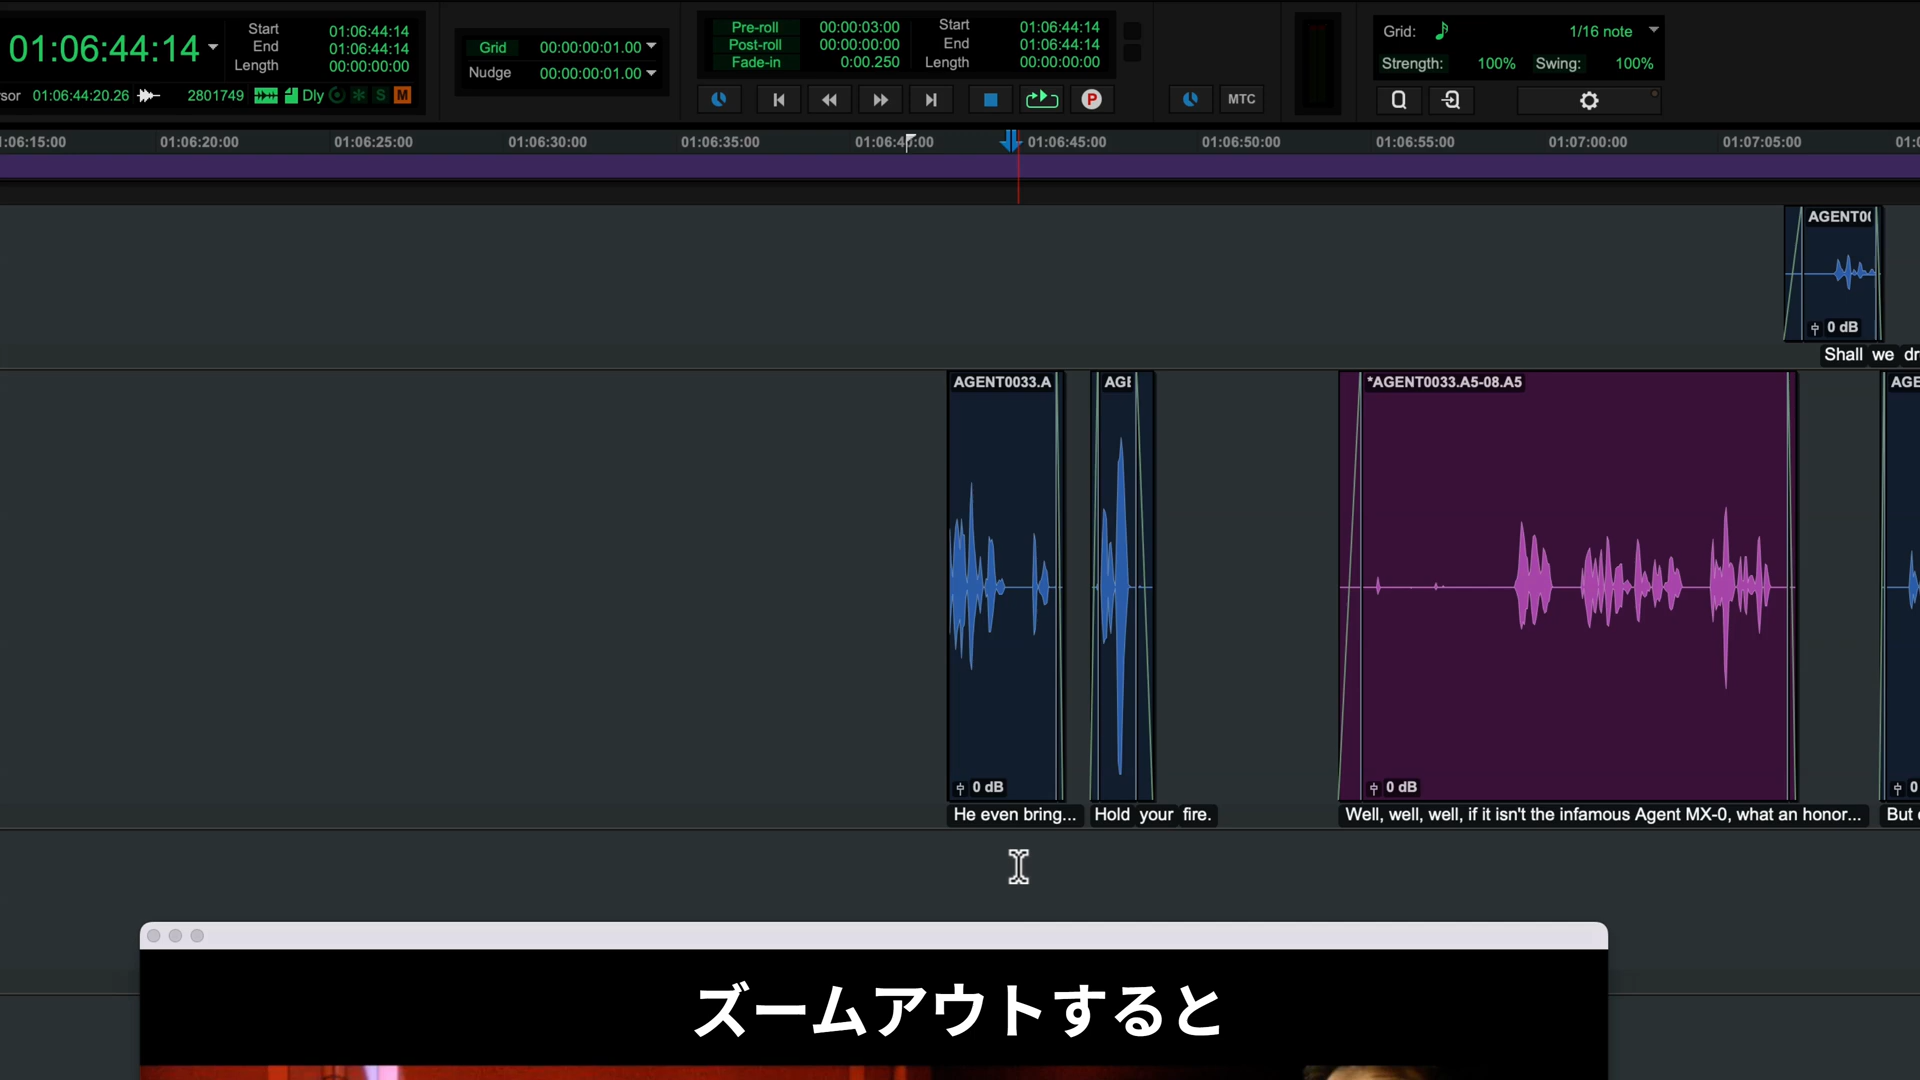 01:06:44:14
Start 01:06:44:14
End 01:06:44:14
Length 00:00:00:00
sor 01:06:44:20.26 2801749 Dly S M
Grid 00:00:00:01.00
Nudge 00:00:00:01.00
Pre-roll 00:00:03:00
Post-roll 00:00:00:00
Fade-in 0:00.250
Start 01:06:44:14
End 01:06:44:14
Length 00:00:00:00
P
MTC
Grid: 1/16 note
Strength: 100% Swing: 100%
:06:15:00 01:06:20:00 01:06:25:00 01:06:30:00 01:06:35:00 01:06:40:00 01:06:45:00 01:06:50:00 01:06:55:00 01:07:00:00 01:07:05:00 01:0
AGENT0
0 dB
Shall we dr
AGENT0033.A AGE *AGENT0033.A5-08.A5 AGE
0 dB 0 dB 0
He even bring... Hold your fire. Well, well, well, if it isn't the infamous Agent MX-0, what an honor... But
ズームアウトすると